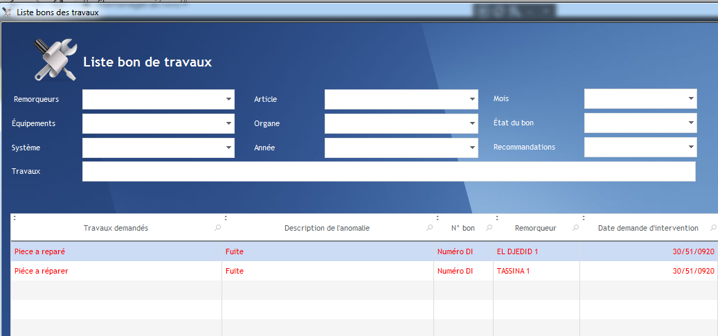 Liste bons des travaux
Liste bon de travaux
Remorqueurs Article Mois
Équipements Organe État du bon
Système Année Recommandations
Travaux
Travaux demandés Description de l'anomalie N° bon Remorqueur Date demande d'intervention
Piece a reparé Fuite Numéro DI EL DJEDID 1 30/51/0920
Piéce a réparer Fuite Numéro DI TASSINA 1 30/51/0920